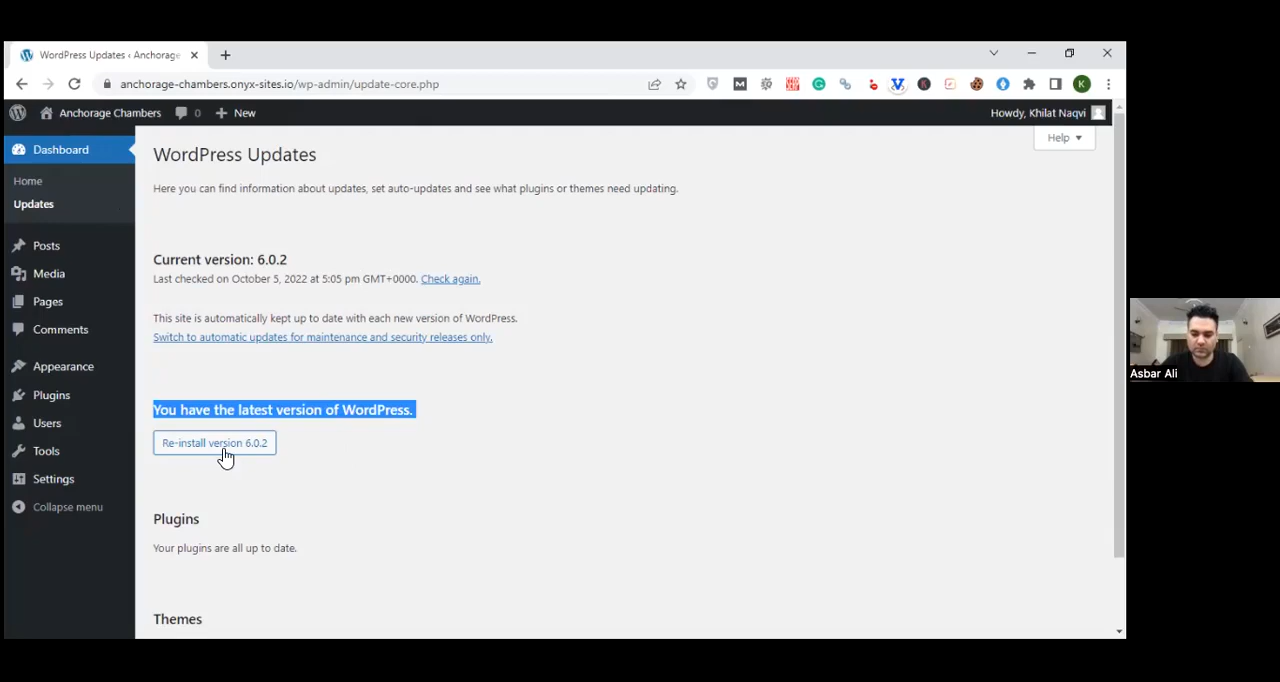 WordPress Updates ‹ Anchorage
anchorage-chambers.onyx-sites.io/wp-admin/update-core.php
K
Anchorage Chambers 0 New
Howdy, Khilat Naqvi
Dashboard
Home
Updates
Posts
Media
Pages
Comments
Appearance
Plugins
Users
Tools
Settings
Collapse menu
Help
WordPress Updates
Here you can find information about updates, set auto-updates and see what plugins or themes need updating.
Current version: 6.0.2
Last checked on October 5, 2022 at 5:05 pm GMT+0000. Check again.
This site is automatically kept up to date with each new version of WordPress.
Switch to automatic updates for maintenance and security releases only.
You have the latest version of WordPress.
Re-install version 6.0.2
Plugins
Your plugins are all up to date.
Themes
Asbar Ali